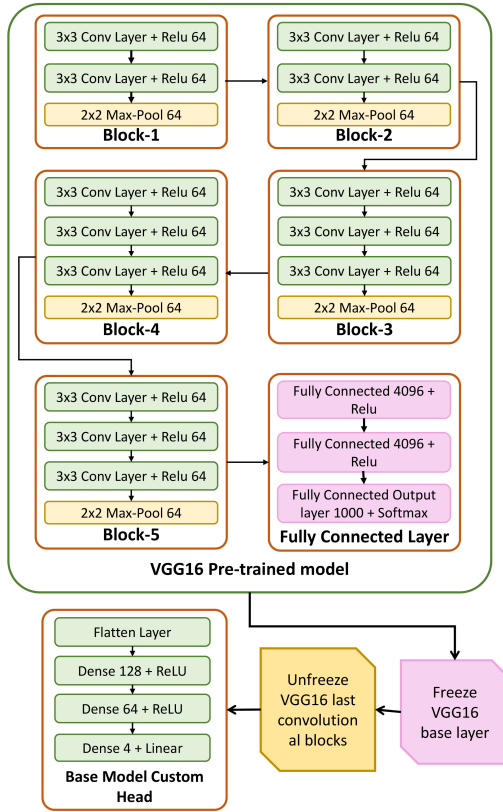 3x3 Conv Layer + Relu 64
3x3 Conv Layer + Relu 64
2x2 Max-Pool 64
Block-1
3x3 Conv Layer + Relu 64
3x3 Conv Layer + Relu 64
2x2 Max-Pool 64
Block-2
3x3 Conv Layer + Relu 64
3x3 Conv Layer + Relu 64
3x3 Conv Layer + Relu 64
2x2 Max-Pool 64
Block-3
3x3 Conv Layer + Relu 64
3x3 Conv Layer + Relu 64
3x3 Conv Layer + Relu 64
2x2 Max-Pool 64
Block-4
3x3 Conv Layer + Relu 64
3x3 Conv Layer + Relu 64
3x3 Conv Layer + Relu 64
2x2 Max-Pool 64
Block-5
Fully Connected 4096 +
Relu
Fully Connected 4096 +
Relu
Fully Connected Output
layer 1000 + Softmax
Fully Connected Layer
VGG16 Pre-trained model
Freeze
VGG16
base layer
Unfreeze
VGG16 last
convolution
al blocks
Flatten Layer
Dense 128 + ReLU
Dense 64 + ReLU
Dense 4 + Linear
Base Model Custom
Head